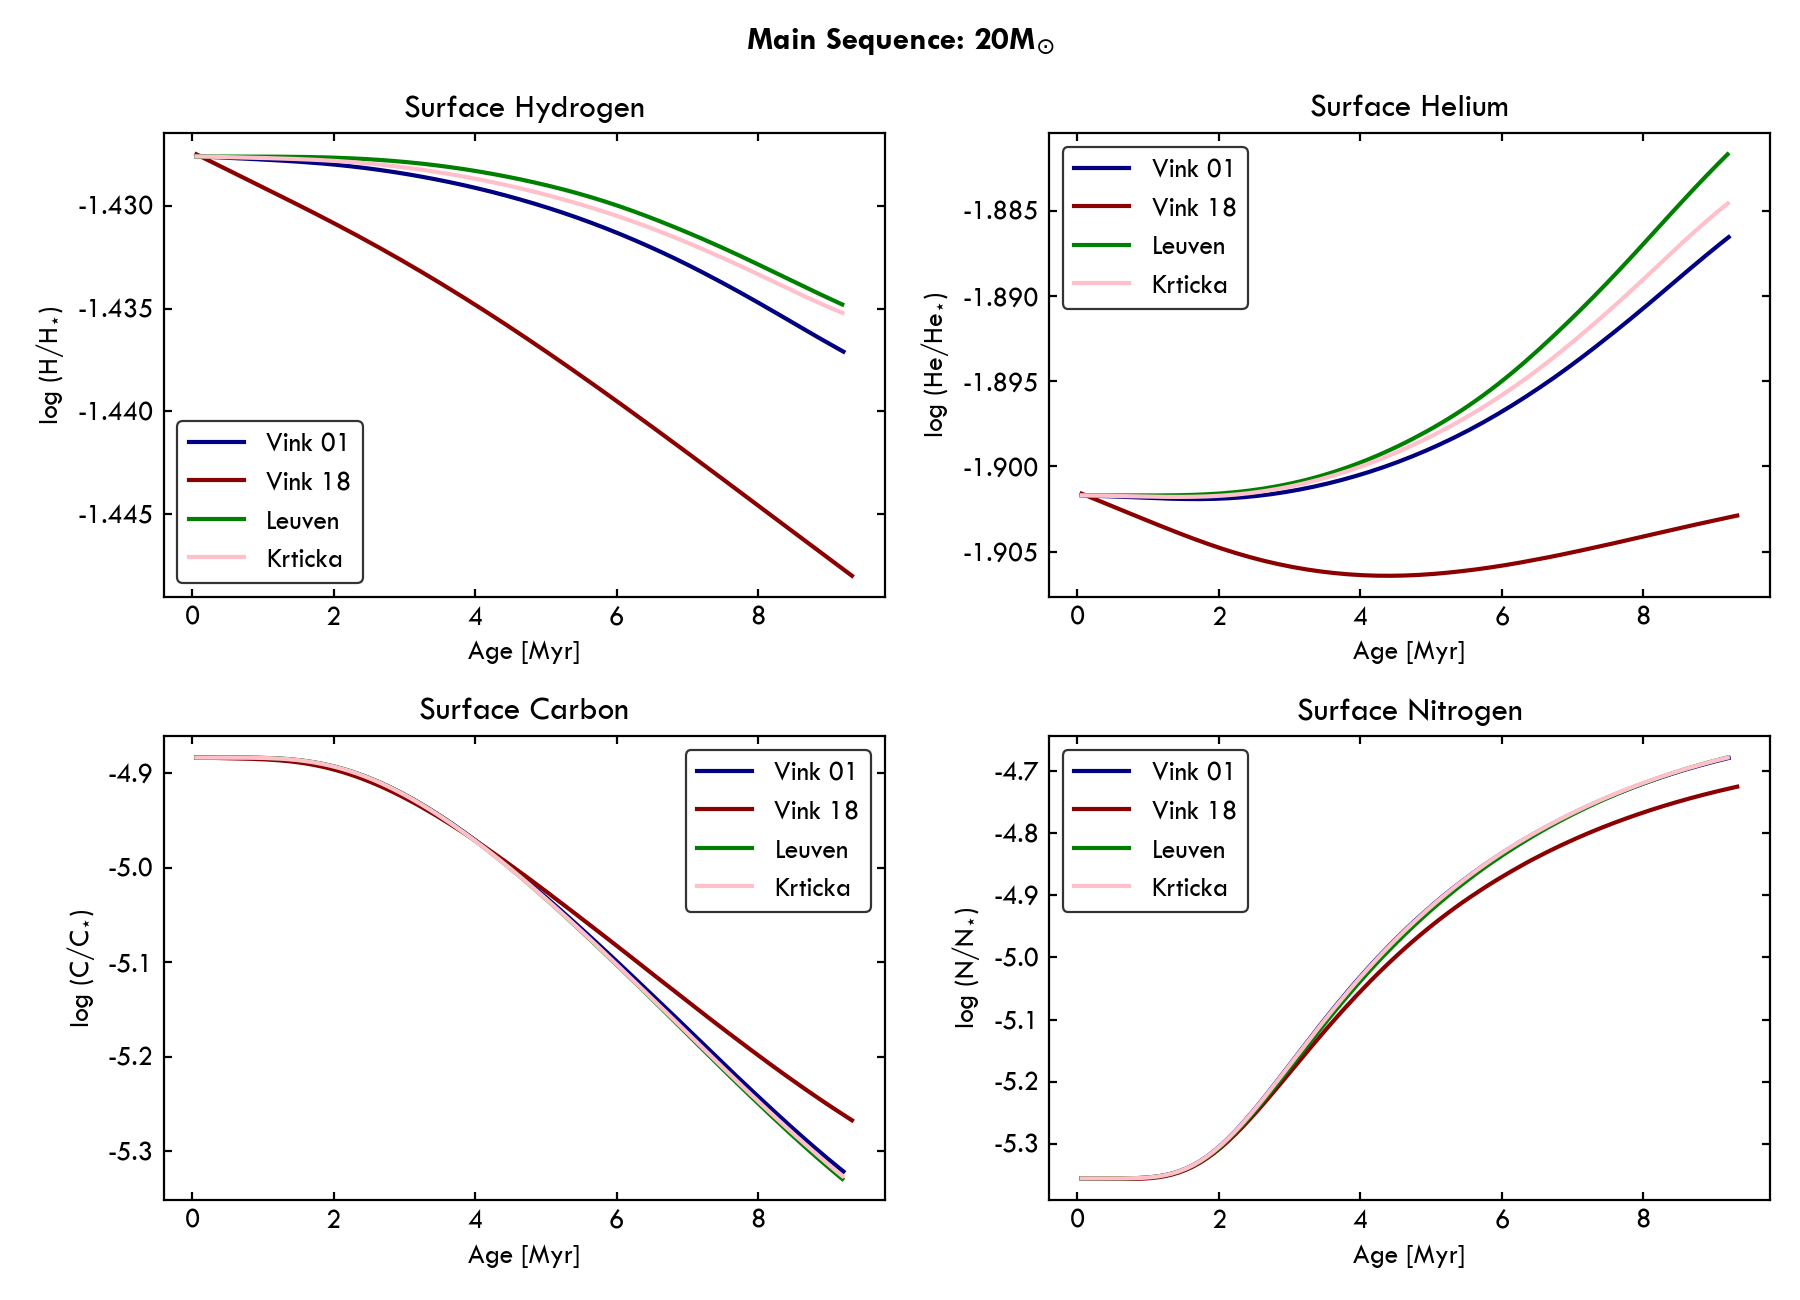 Main Sequence: 20M⊙
Surface Hydrogen
log (H/H⋆)
-1.430
-1.435
-1.440
-1.445
Vink 01
Vink 18
Leuven
Krticka
0 2 4 6 8
Age [Myr]
Surface Helium
log (He/He⋆)
-1.885
-1.890
-1.895
-1.900
-1.905
Vink 01
Vink 18
Leuven
Krticka
0 2 4 6 8
Age [Myr]
Surface Carbon
log (C/C⋆)
-4.9
-5.0
-5.1
-5.2
-5.3
Vink 01
Vink 18
Leuven
Krticka
0 2 4 6 8
Age [Myr]
Surface Nitrogen
log (N/N⋆)
-4.7
-4.8
-4.9
-5.0
-5.1
-5.2
-5.3
Vink 01
Vink 18
Leuven
Krticka
0 2 4 6 8
Age [Myr]